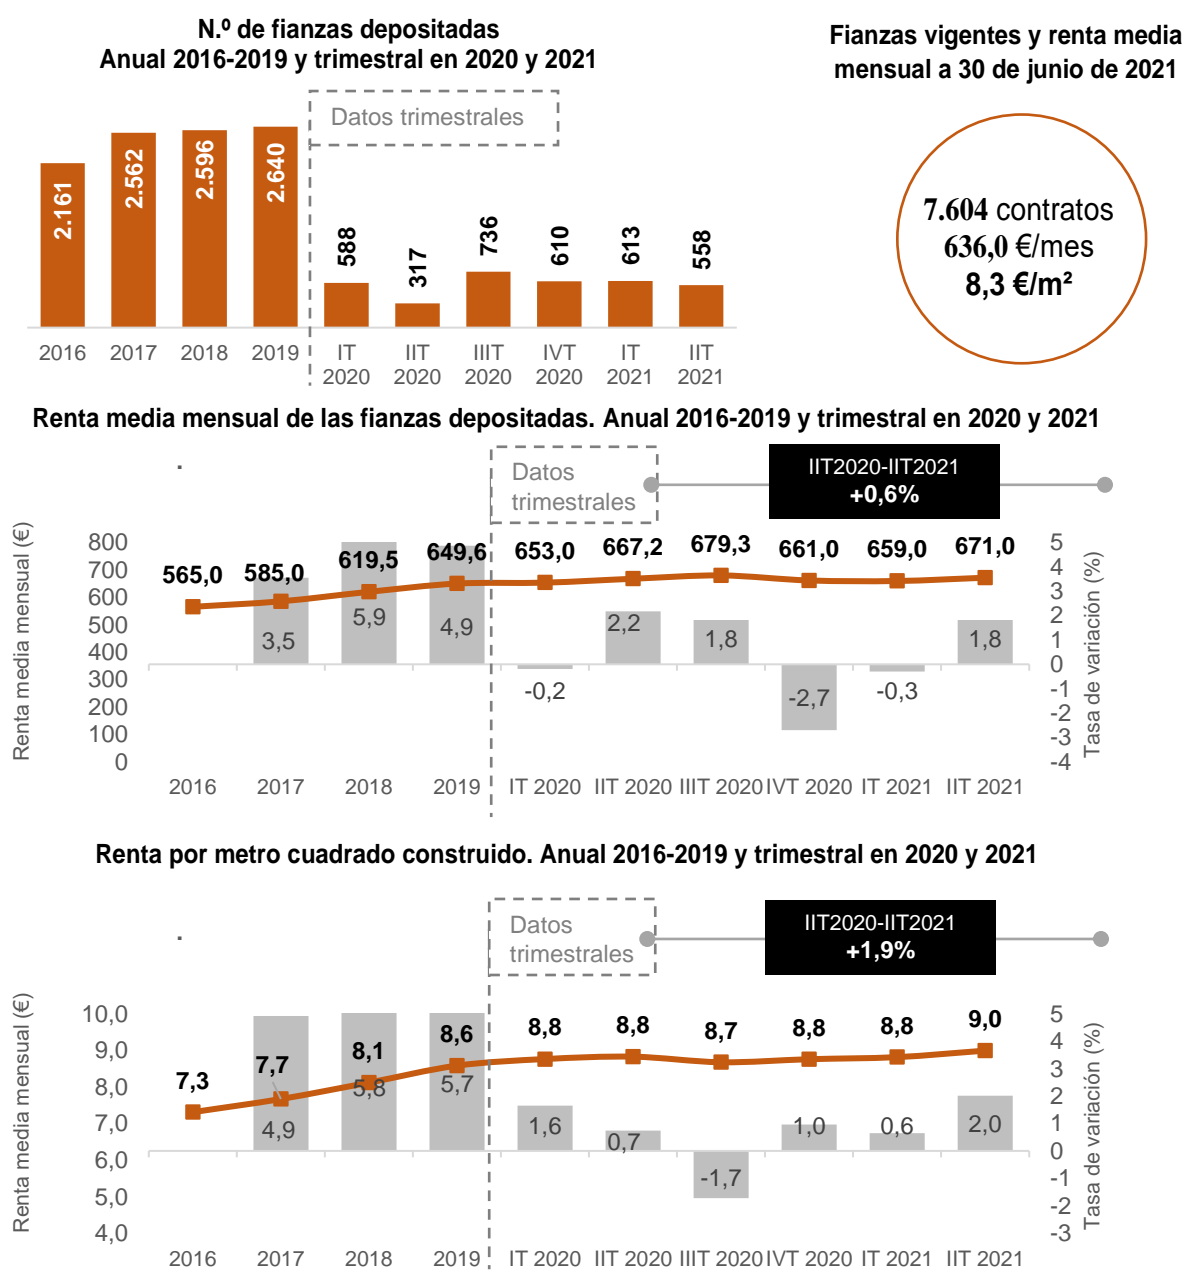 N.º de fianzas depositadas
Anual 2016-2019 y trimestral en 2020 y 2021
Datos trimestrales
2.161
2.562
2.596
2.640
588
317
736
610
613
558
2016 2017 2018 2019 IT IIT IIIT IVT IT IIT
2020 2020 2020 2020 2021 2021
Fianzas vigentes y renta media
mensual a 30 de junio de 2021
7.604 contratos
636,0 €/mes
8,3 €/m²
Renta media mensual de las fianzas depositadas. Anual 2016-2019 y trimestral en 2020 y 2021
.
Datos
trimestrales
IIT2020-IIT2021
+0,6%
Renta media mensual (€)
800
700
600
500
400
300
200
100
0
565,0 585,0 619,5 649,6 653,0 667,2 679,3 661,0 659,0 671,0
3,5 5,9 4,9 -0,2 2,2 1,8 -2,7 -0,3 1,8
5
4
3
2
1
0
-1
-2
-3
-4
Tasa de variación (%)
2016 2017 2018 2019 IT 2020 IIT 2020 IIIT 2020 IVT 2020 IT 2021 IIT 2021
Renta por metro cuadrado construido. Anual 2016-2019 y trimestral en 2020 y 2021
.
Datos
trimestrales
IIT2020-IIT2021
+1,9%
Renta media mensual (€)
10,0
9,0
8,0
7,0
6,0
5,0
4,0
7,3 7,7 8,1 8,6 8,8 8,8 8,7 8,8 8,8 9,0
4,9 5,8 5,7 1,6 0,7 -1,7 1,0 0,6 2,0
5
4
3
2
1
0
-1
-2
-3
Tasa de variación (%)
2016 2017 2018 2019 IT 2020 IIT 2020 IIIT 2020 IVT 2020 IT 2021 IIT 2021